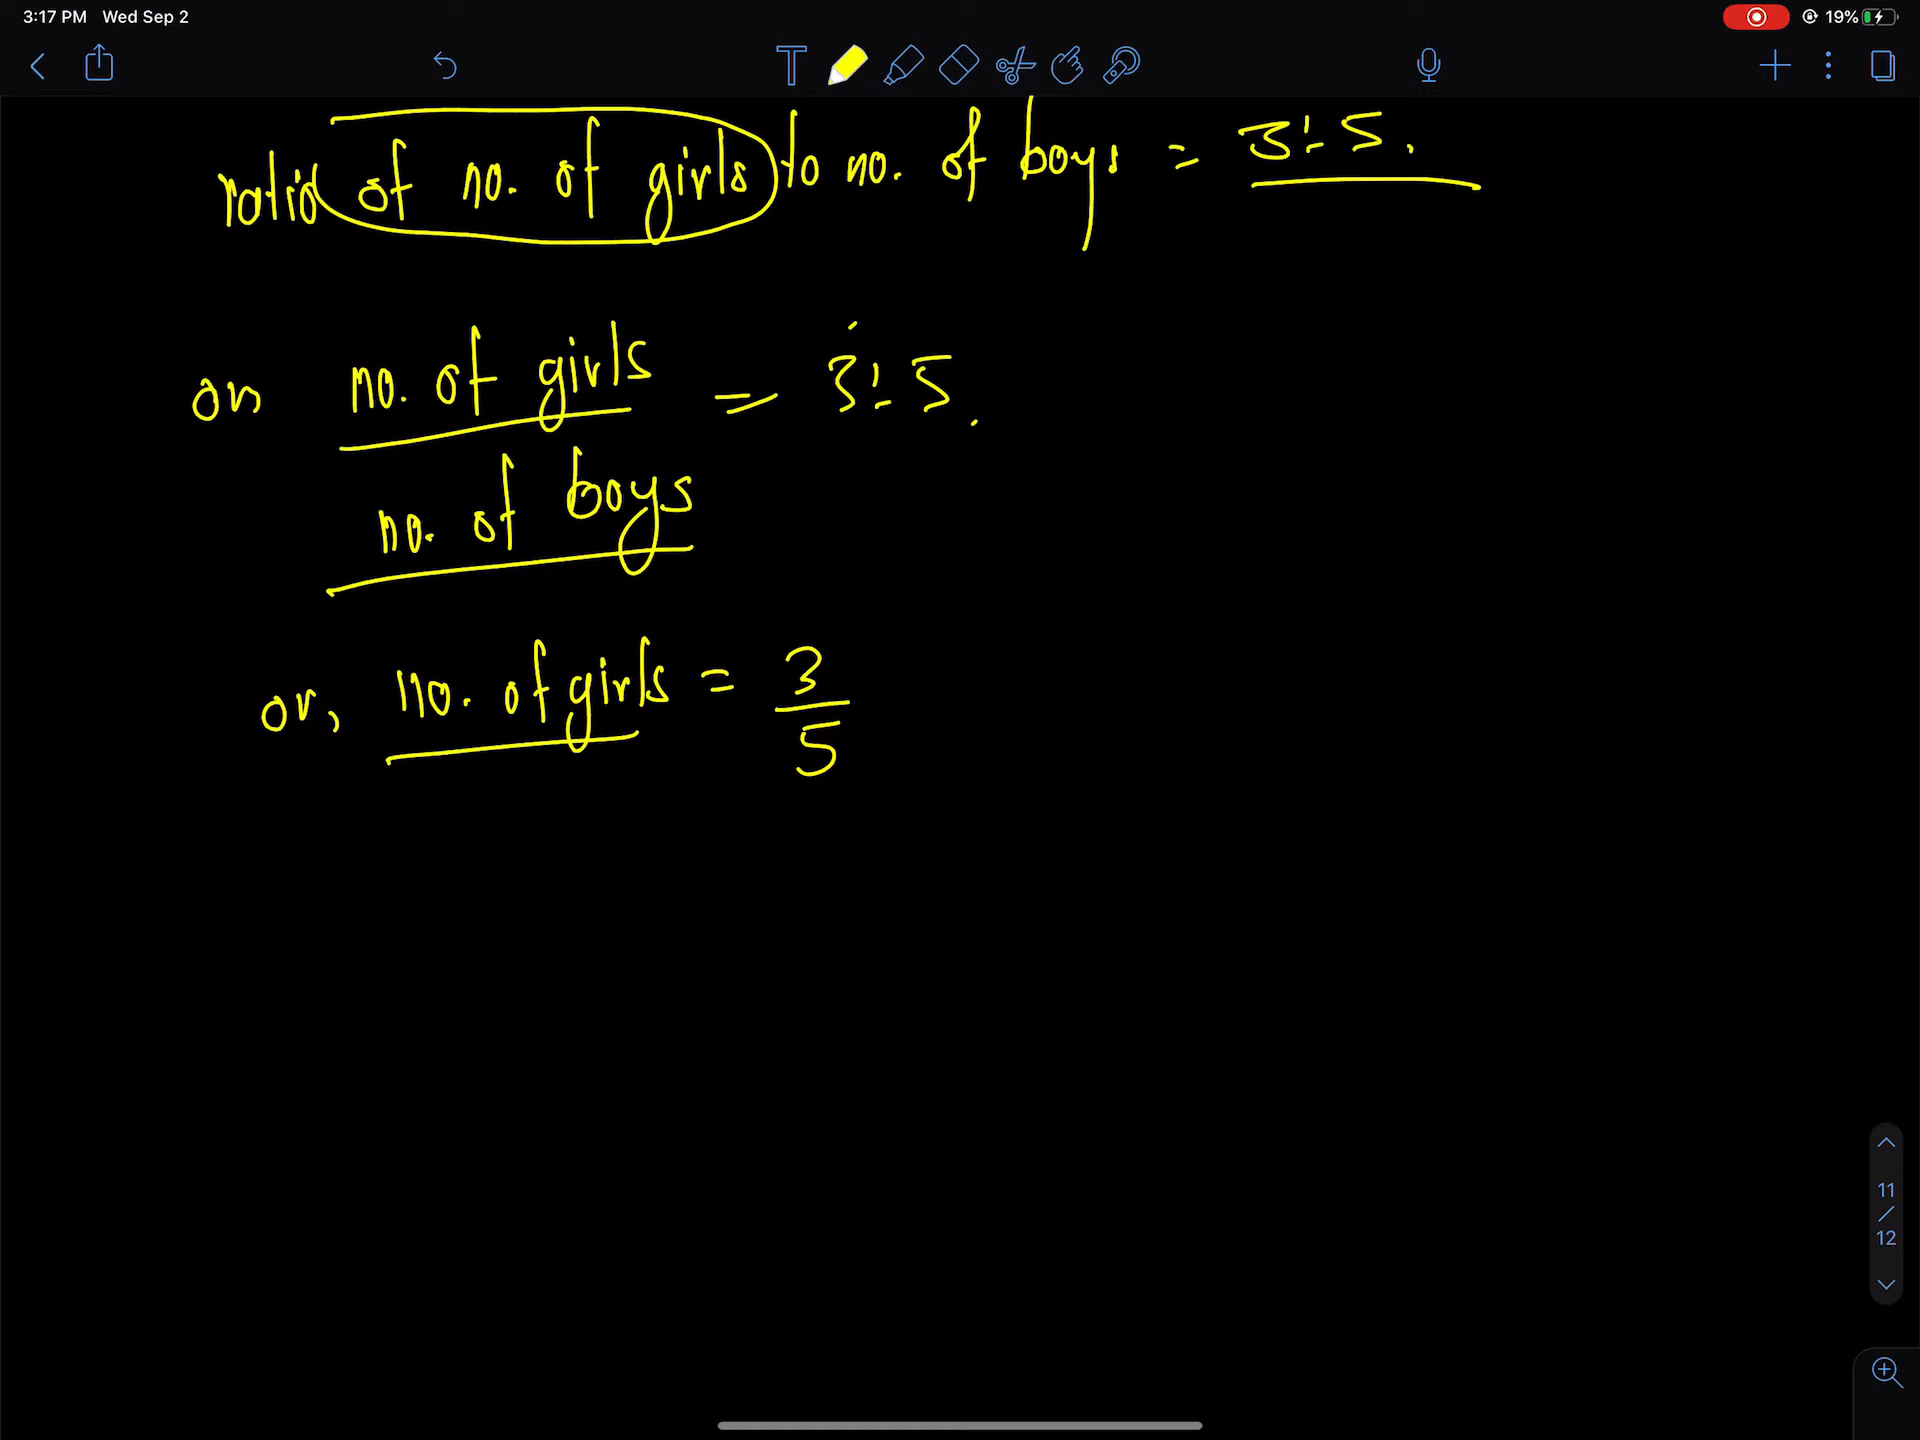 3:17 PM Wed Sep 2
19%
T
ratio of no. of girls to no. of boys = 3:5.
or no. of girls = 3:5.
no. of boys
or, no. of girls = 3
5
11
/
12